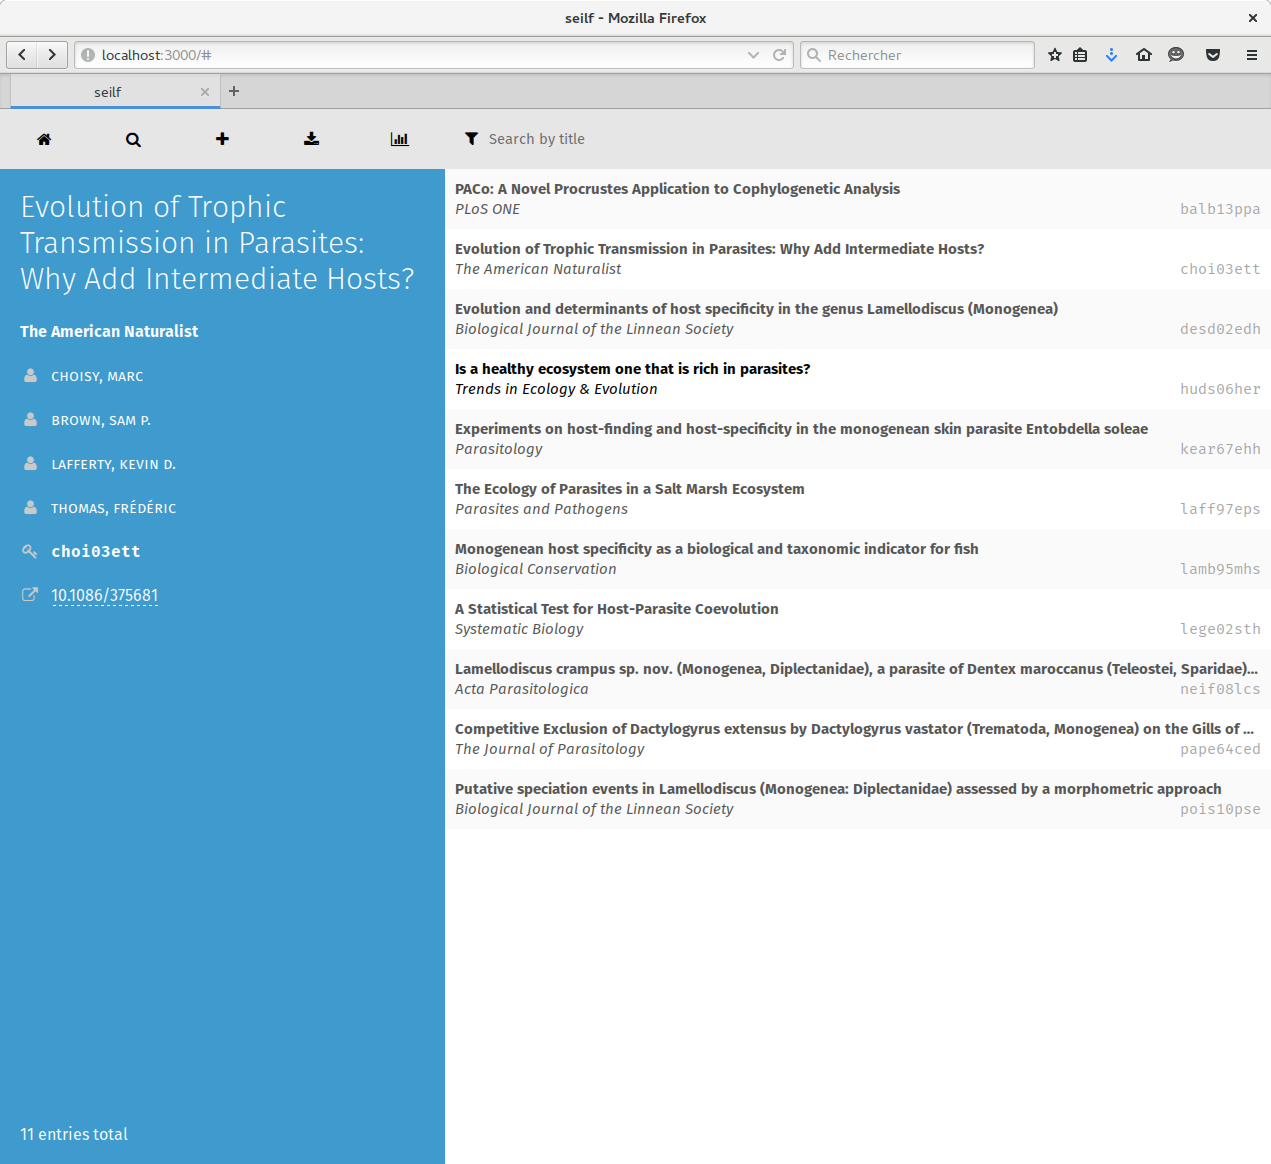 seilf - Mozilla Firefox
localhost:3000/#
Rechercher
seilf
Search by title
Evolution of Trophic
Transmission in Parasites:
Why Add Intermediate Hosts?
The American Naturalist
CHOISY, MARC
BROWN, SAM P.
LAFFERTY, KEVIN D.
THOMAS, FRÉDÉRIC
choi03ett
10.1086/375681
11 entries total
PACo: A Novel Procrustes Application to Cophylogenetic Analysis
PLoS ONE balb13ppa
Evolution of Trophic Transmission in Parasites: Why Add Intermediate Hosts?
The American Naturalist choi03ett
Evolution and determinants of host specificity in the genus Lamellodiscus (Monogenea)
Biological Journal of the Linnean Society desd02edh
Is a healthy ecosystem one that is rich in parasites?
Trends in Ecology & Evolution huds06her
Experiments on host-finding and host-specificity in the monogenean skin parasite Entobdella soleae
Parasitology kear67ehh
The Ecology of Parasites in a Salt Marsh Ecosystem
Parasites and Pathogens laff97eps
Monogenean host specificity as a biological and taxonomic indicator for fish
Biological Conservation lamb95mhs
A Statistical Test for Host-Parasite Coevolution
Systematic Biology lege02sth
Lamellodiscus crampus sp. nov. (Monogenea, Diplectanidae), a parasite of Dentex maroccanus (Teleostei, Sparidae)...
Acta Parasitologica neif08lcs
Competitive Exclusion of Dactylogyrus extensus by Dactylogyrus vastator (Trematoda, Monogenea) on the Gills of ...
The Journal of Parasitology pape64ced
Putative speciation events in Lamellodiscus (Monogenea: Diplectanidae) assessed by a morphometric approach
Biological Journal of the Linnean Society pois10pse